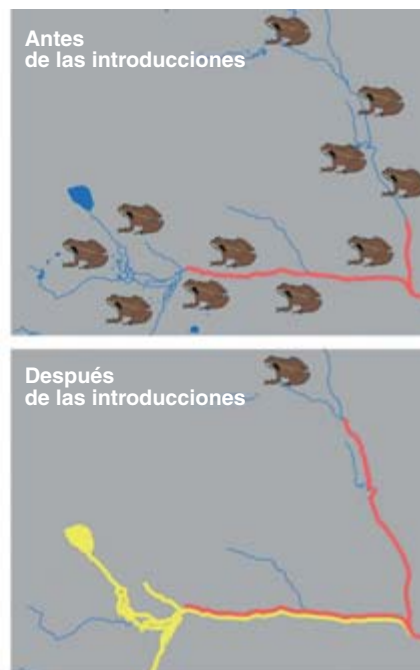 Antes
de las introducciones
Después
de las introducciones